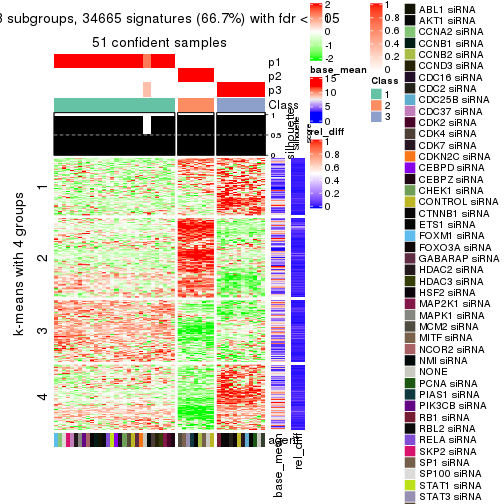 3 subgroups, 34665 signatures (66.7%) with fdr < 0.05
51 confident samples
p1
p2
p3
Class
silhouette
1
0.5
0
k-means with 4 groups
1
2
3
4
agent
base_mean
rel_diff
2
1
0
-1
-2
base_mean
15
10
5
0
rel_diff
1
0.8
0.6
0.4
0.2
0
1
0.8
0.6
0.4
0.2
0
Class
1
2
3
ABL1 siRNA
AKT1 siRNA
CCNA2 siRNA
CCNB1 siRNA
CCNB2 siRNA
CCND3 siRNA
CDC16 siRNA
CDC2 siRNA
CDC25B siRNA
CDC37 siRNA
CDK2 siRNA
CDK4 siRNA
CDK7 siRNA
CDKN2C siRNA
CEBPD siRNA
CEBPZ siRNA
CHEK1 siRNA
CONTROL siRNA
CTNNB1 siRNA
ETS1 siRNA
FOXM1 siRNA
FOXO3A siRNA
GABARAP siRNA
HDAC2 siRNA
HDAC3 siRNA
HSF2 siRNA
MAP2K1 siRNA
MAPK1 siRNA
MCM2 siRNA
MITF siRNA
NCOR2 siRNA
NMI siRNA
NONE
PCNA siRNA
PIAS1 siRNA
PIK3CB siRNA
RB1 siRNA
RBL2 siRNA
RELA siRNA
SKP2 siRNA
SP1 siRNA
SP100 siRNA
STAT1 siRNA
STAT3 siRNA